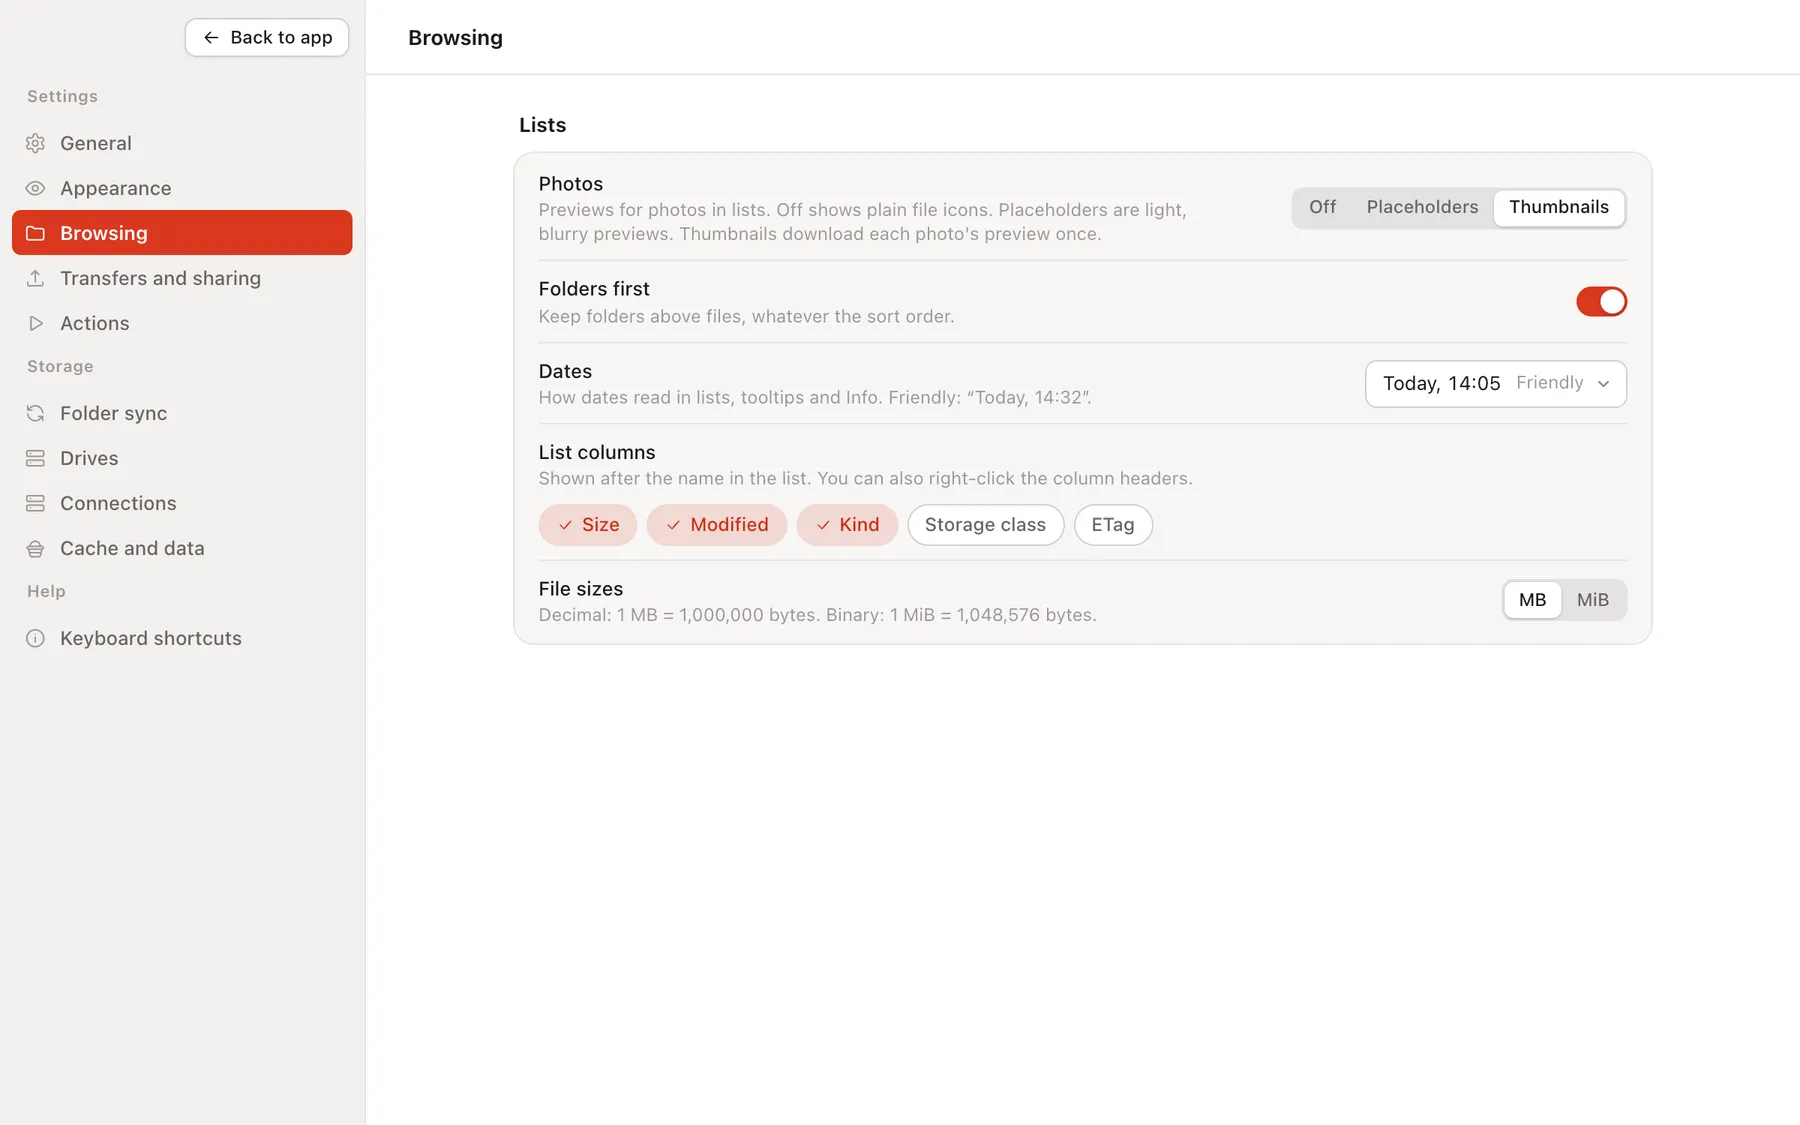 Back to app
Settings
General
Appearance
Browsing
Transfers and sharing
Actions
Storage
Folder sync
Drives
Connections
Cache and data
Help
Keyboard shortcuts
Browsing
Lists
Photos
Previews for photos in lists. Off shows plain file icons. Placeholders are light,
blurry previews. Thumbnails download each photo's preview once.
Off Placeholders Thumbnails
Folders first
Keep folders above files, whatever the sort order.
Dates
How dates read in lists, tooltips and Info. Friendly: “Today, 14:32”.
Today, 14:05 Friendly
List columns
Shown after the name in the list. You can also right-click the column headers.
Size Modified Kind Storage class ETag
File sizes
Decimal: 1 MB = 1,000,000 bytes. Binary: 1 MiB = 1,048,576 bytes.
MB MiB